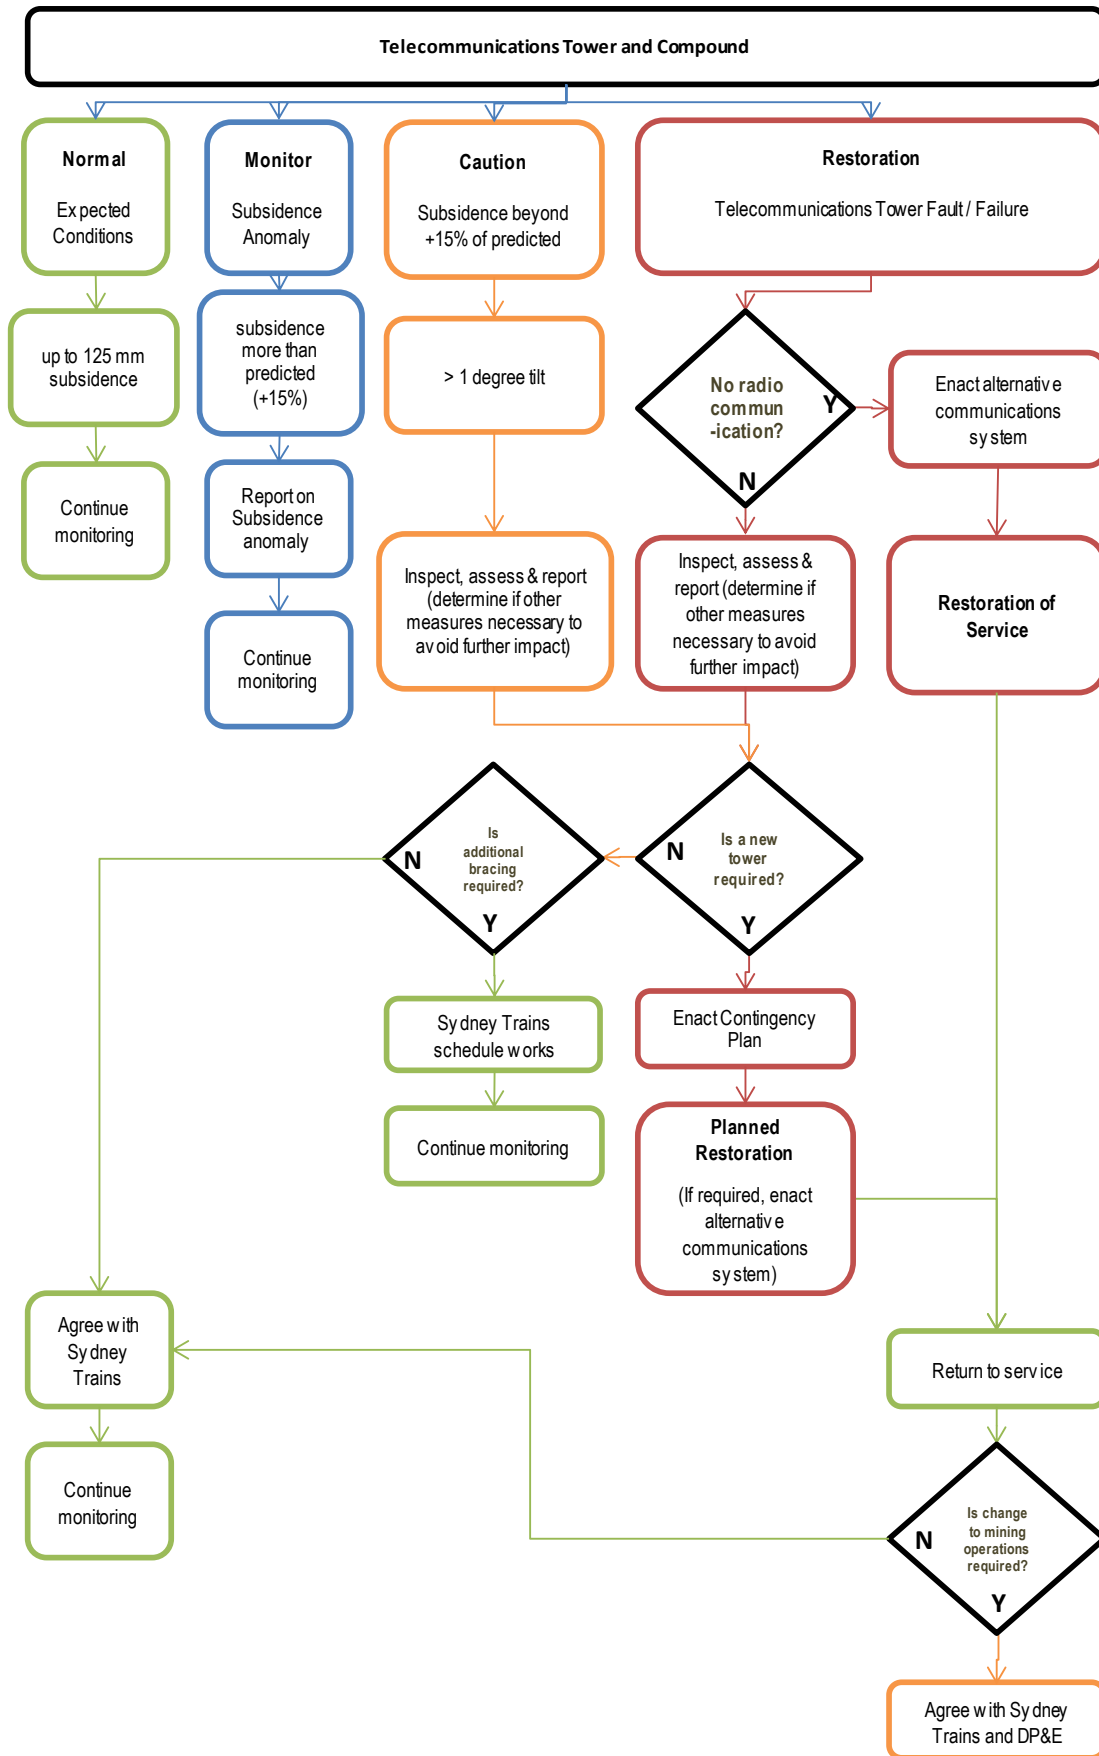 Telecommunications Tower and Compound
Normal
Expected
Conditions
Monitor
Subsidence
Anomaly
Caution
Subsidence beyond
+15% of predicted
Restoration
Telecommunications Tower Fault / Failure
up to 125 mm
subsidence
subsidence
more than
predicted
(+15%)
> 1 degree tilt
No radio
commun
-ication?
Y
N
Enact alternative
communications
system
Continue
monitoring
Report on
Subsidence
anomaly
Inspect, assess &
report (determine if
other measures
necessary to avoid
further impact)
Restoration of
Service
Inspect, assess & report
(determine if other
measures necessary to
avoid further impact)
Continue
monitoring
Is
additional
bracing
required?
N
Y
Is a new
tower
required?
N
Y
Sydney Trains
schedule works
Enact Contingency
Plan
Continue monitoring
Planned
Restoration
(If required, enact
alternative
communications
system)
Agree with
Sydney
Trains
Return to service
Continue
monitoring
Is change
to mining
operations
required?
N
Y
Agree with Sydney
Trains and DP&E